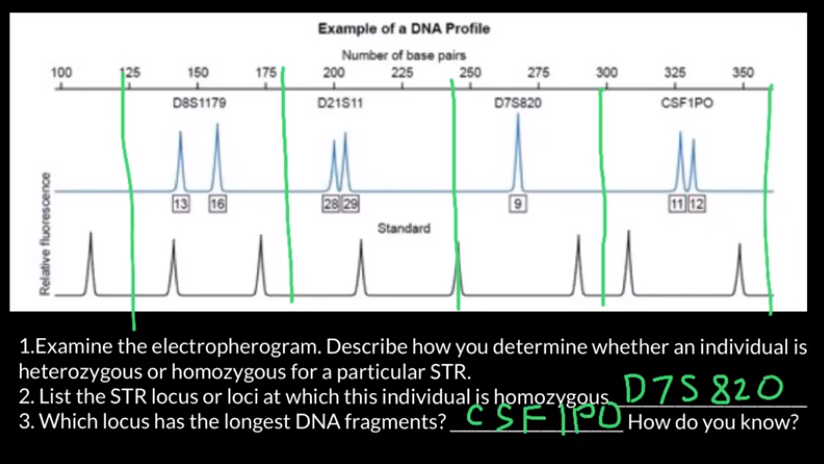 Example of a DNA Profile
Number of base pairs
100 125 150 175 200 225 250 275 300 325 350
D8S1179 D21S11 D7S820 CSF1PO
13 16 28 29 9 11 12
Standard
Relative fluorescence
1.Examine the electropherogram. Describe how you determine whether an individual is
heterozygous or homozygous for a particular STR.
2. List the STR locus or loci at which this individual is homozygous. D7S820
3. Which locus has the longest DNA fragments? CSF1PO How do you know?